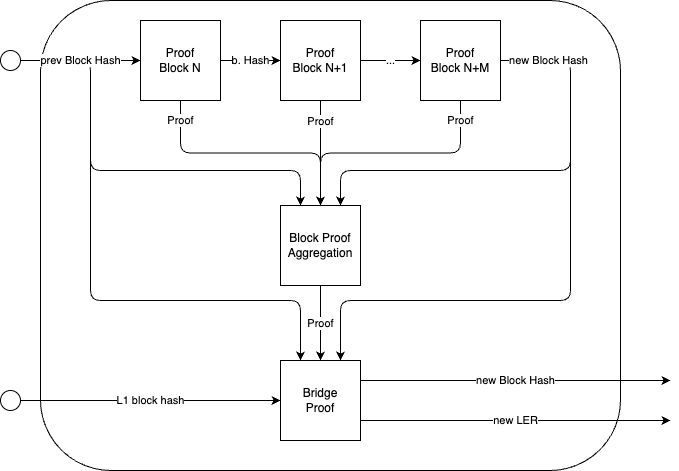 prev Block Hash
Proof
Block N
b. Hash
Proof
Block N+1
...
Proof
Block N+M
new Block Hash
Proof
Proof
Proof
Block Proof
Aggregation
Proof
L1 block hash
Bridge
Proof
new Block Hash
new LER